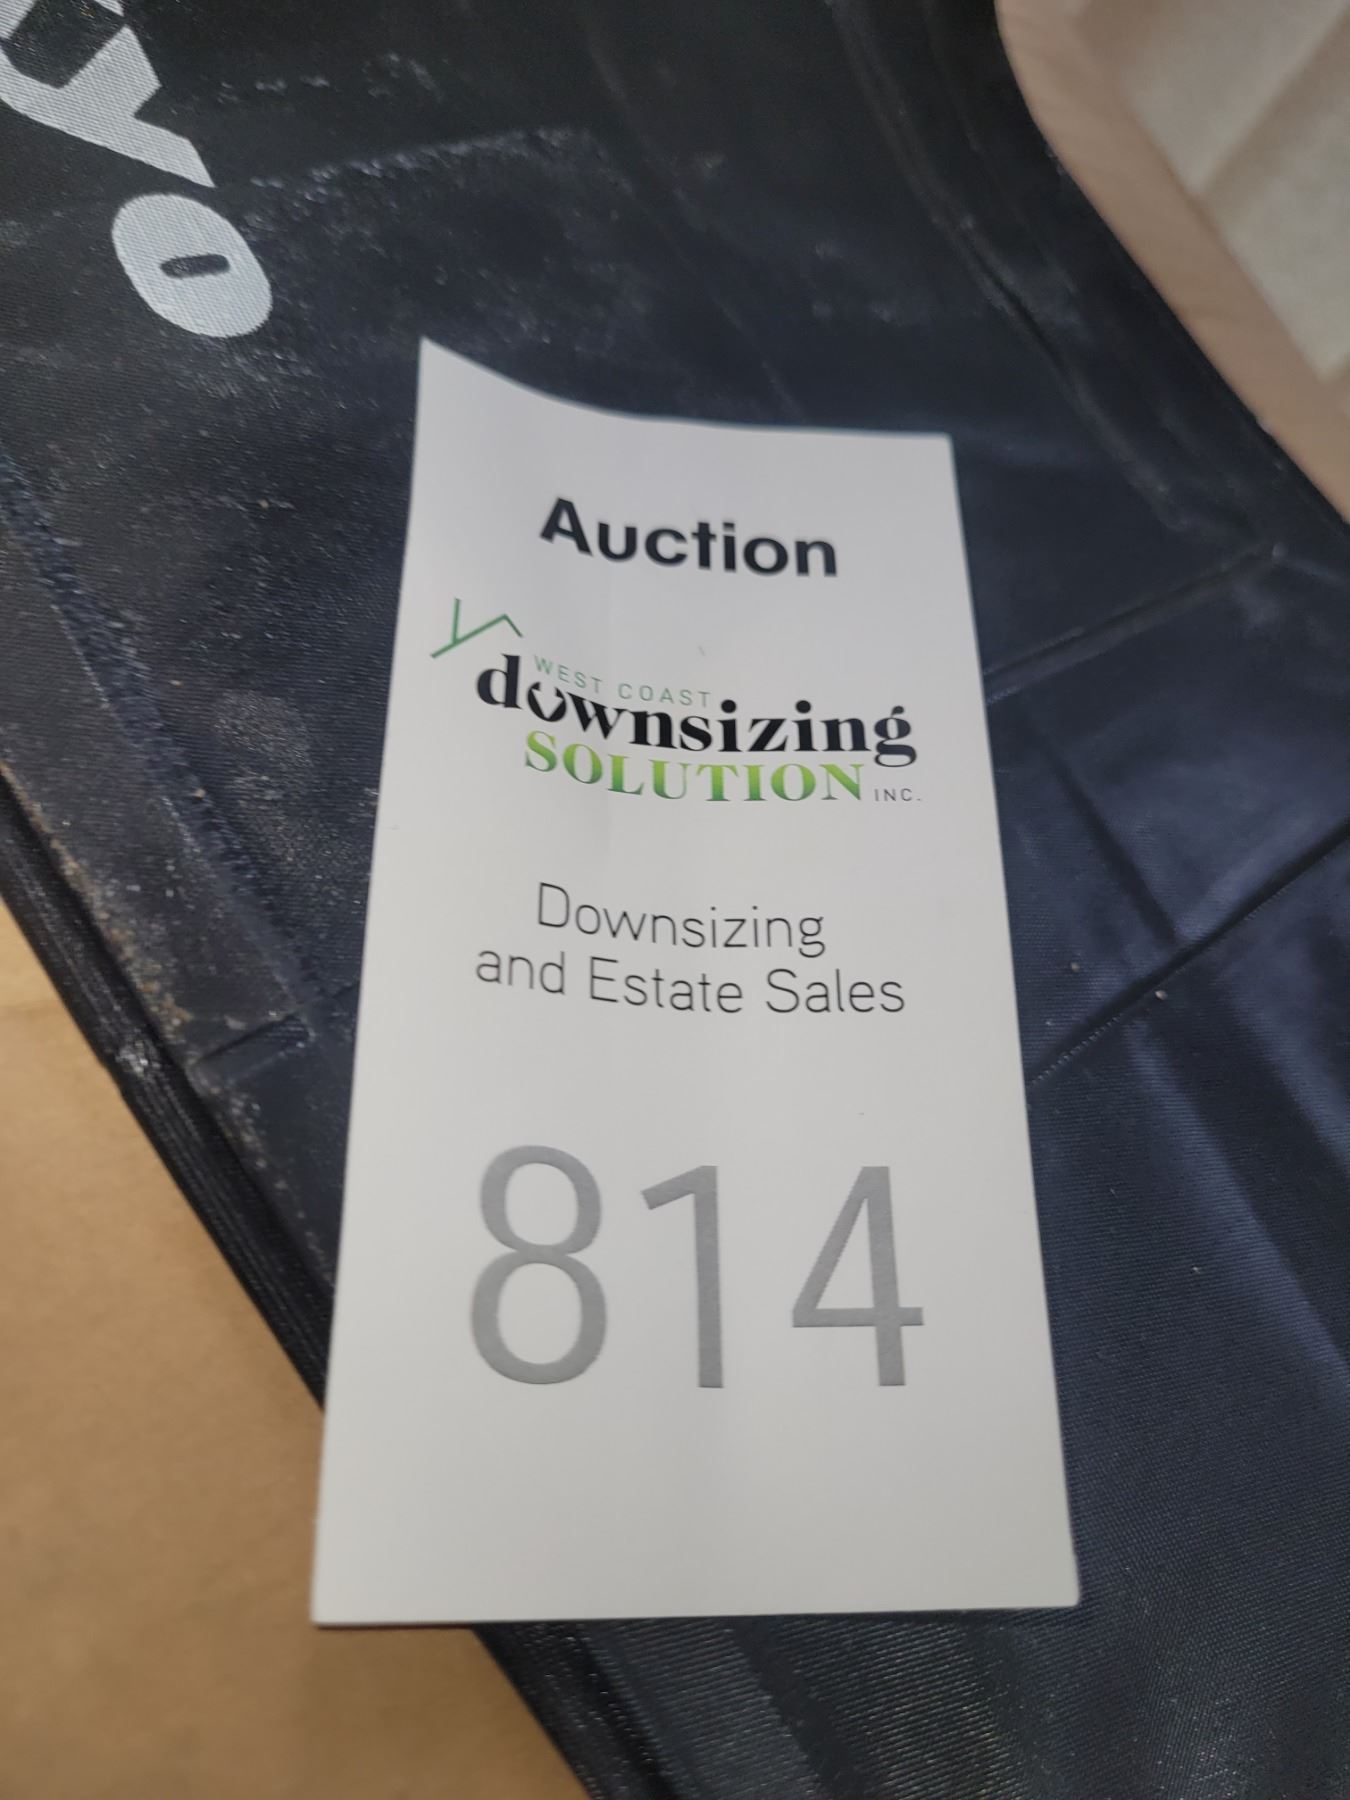 Auction
WEST COAST
downsizing
SOLUTION INC.
Downsizing
and Estate Sales
814